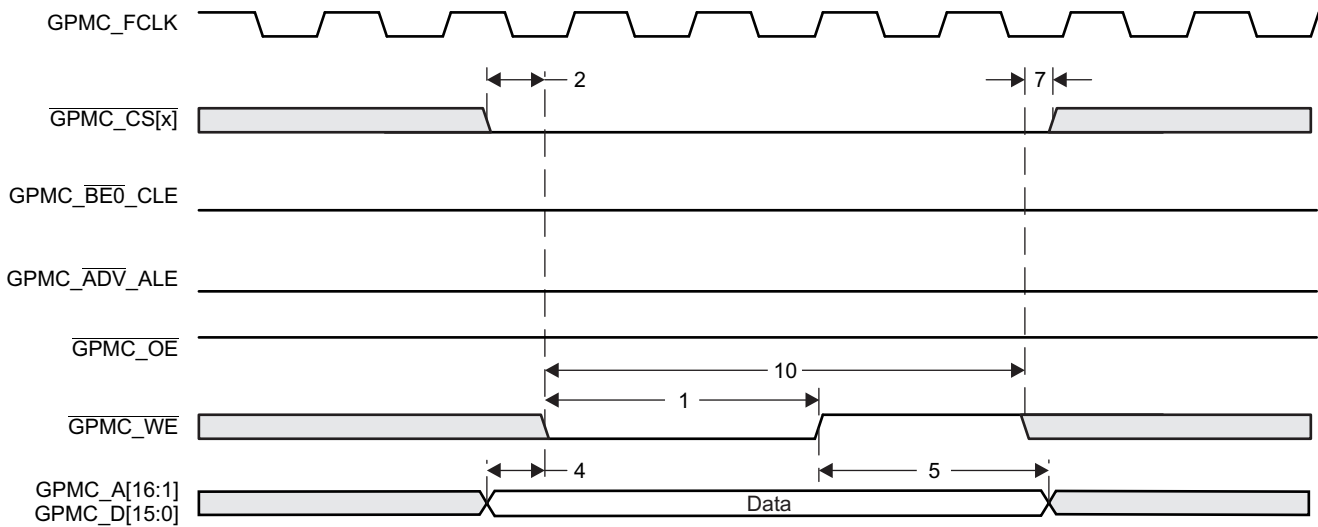 GPMC_FCLK
2
7
GPMC_CS[x]
GPMC_BE0_CLE
GPMC_ADV_ALE
GPMC_OE
10
1
GPMC_WE
4
5
GPMC_A[16:1]
GPMC_D[15:0]
Data